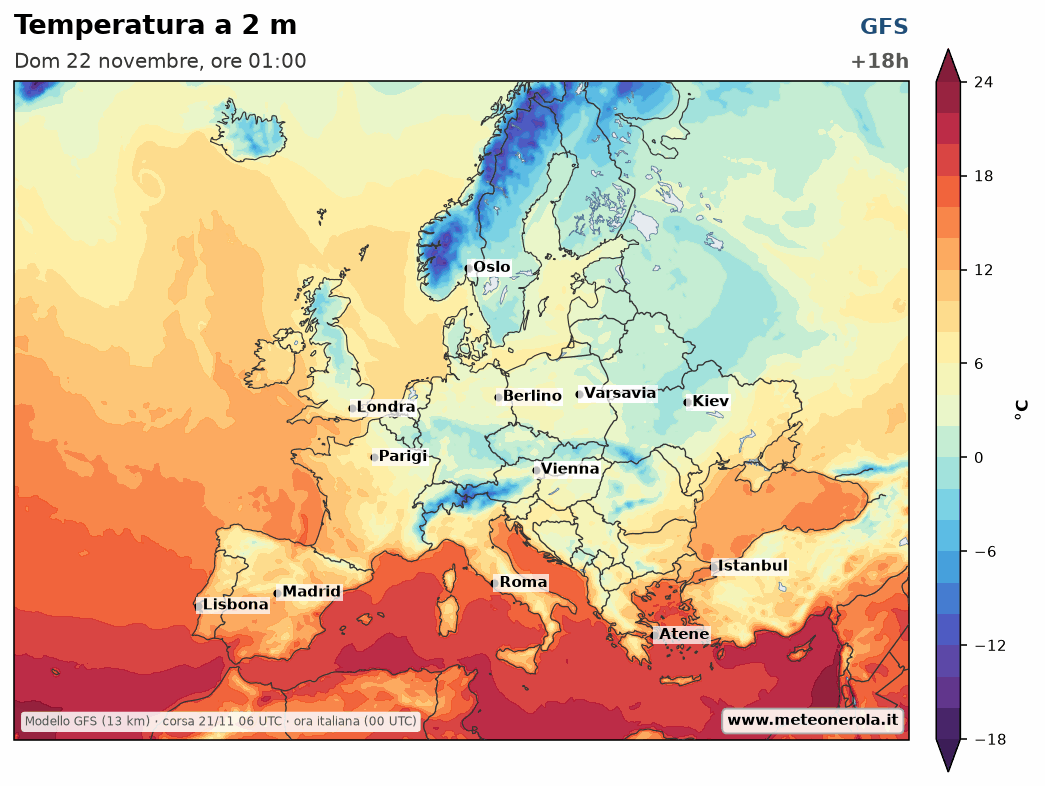 Temperatura a 2 m
GFS
Dom 22 novembre, ore 01:00
+18h
24
18
12
6
0
−6
−12
−18
°C
Oslo
Londra
Berlino
Varsavia
Kiev
Parigi
Vienna
Madrid
Lisbona
Roma
Istanbul
Atene
Modello GFS (13 km) · corsa 21/11 06 UTC · ora italiana (00 UTC)
www.meteonerola.it